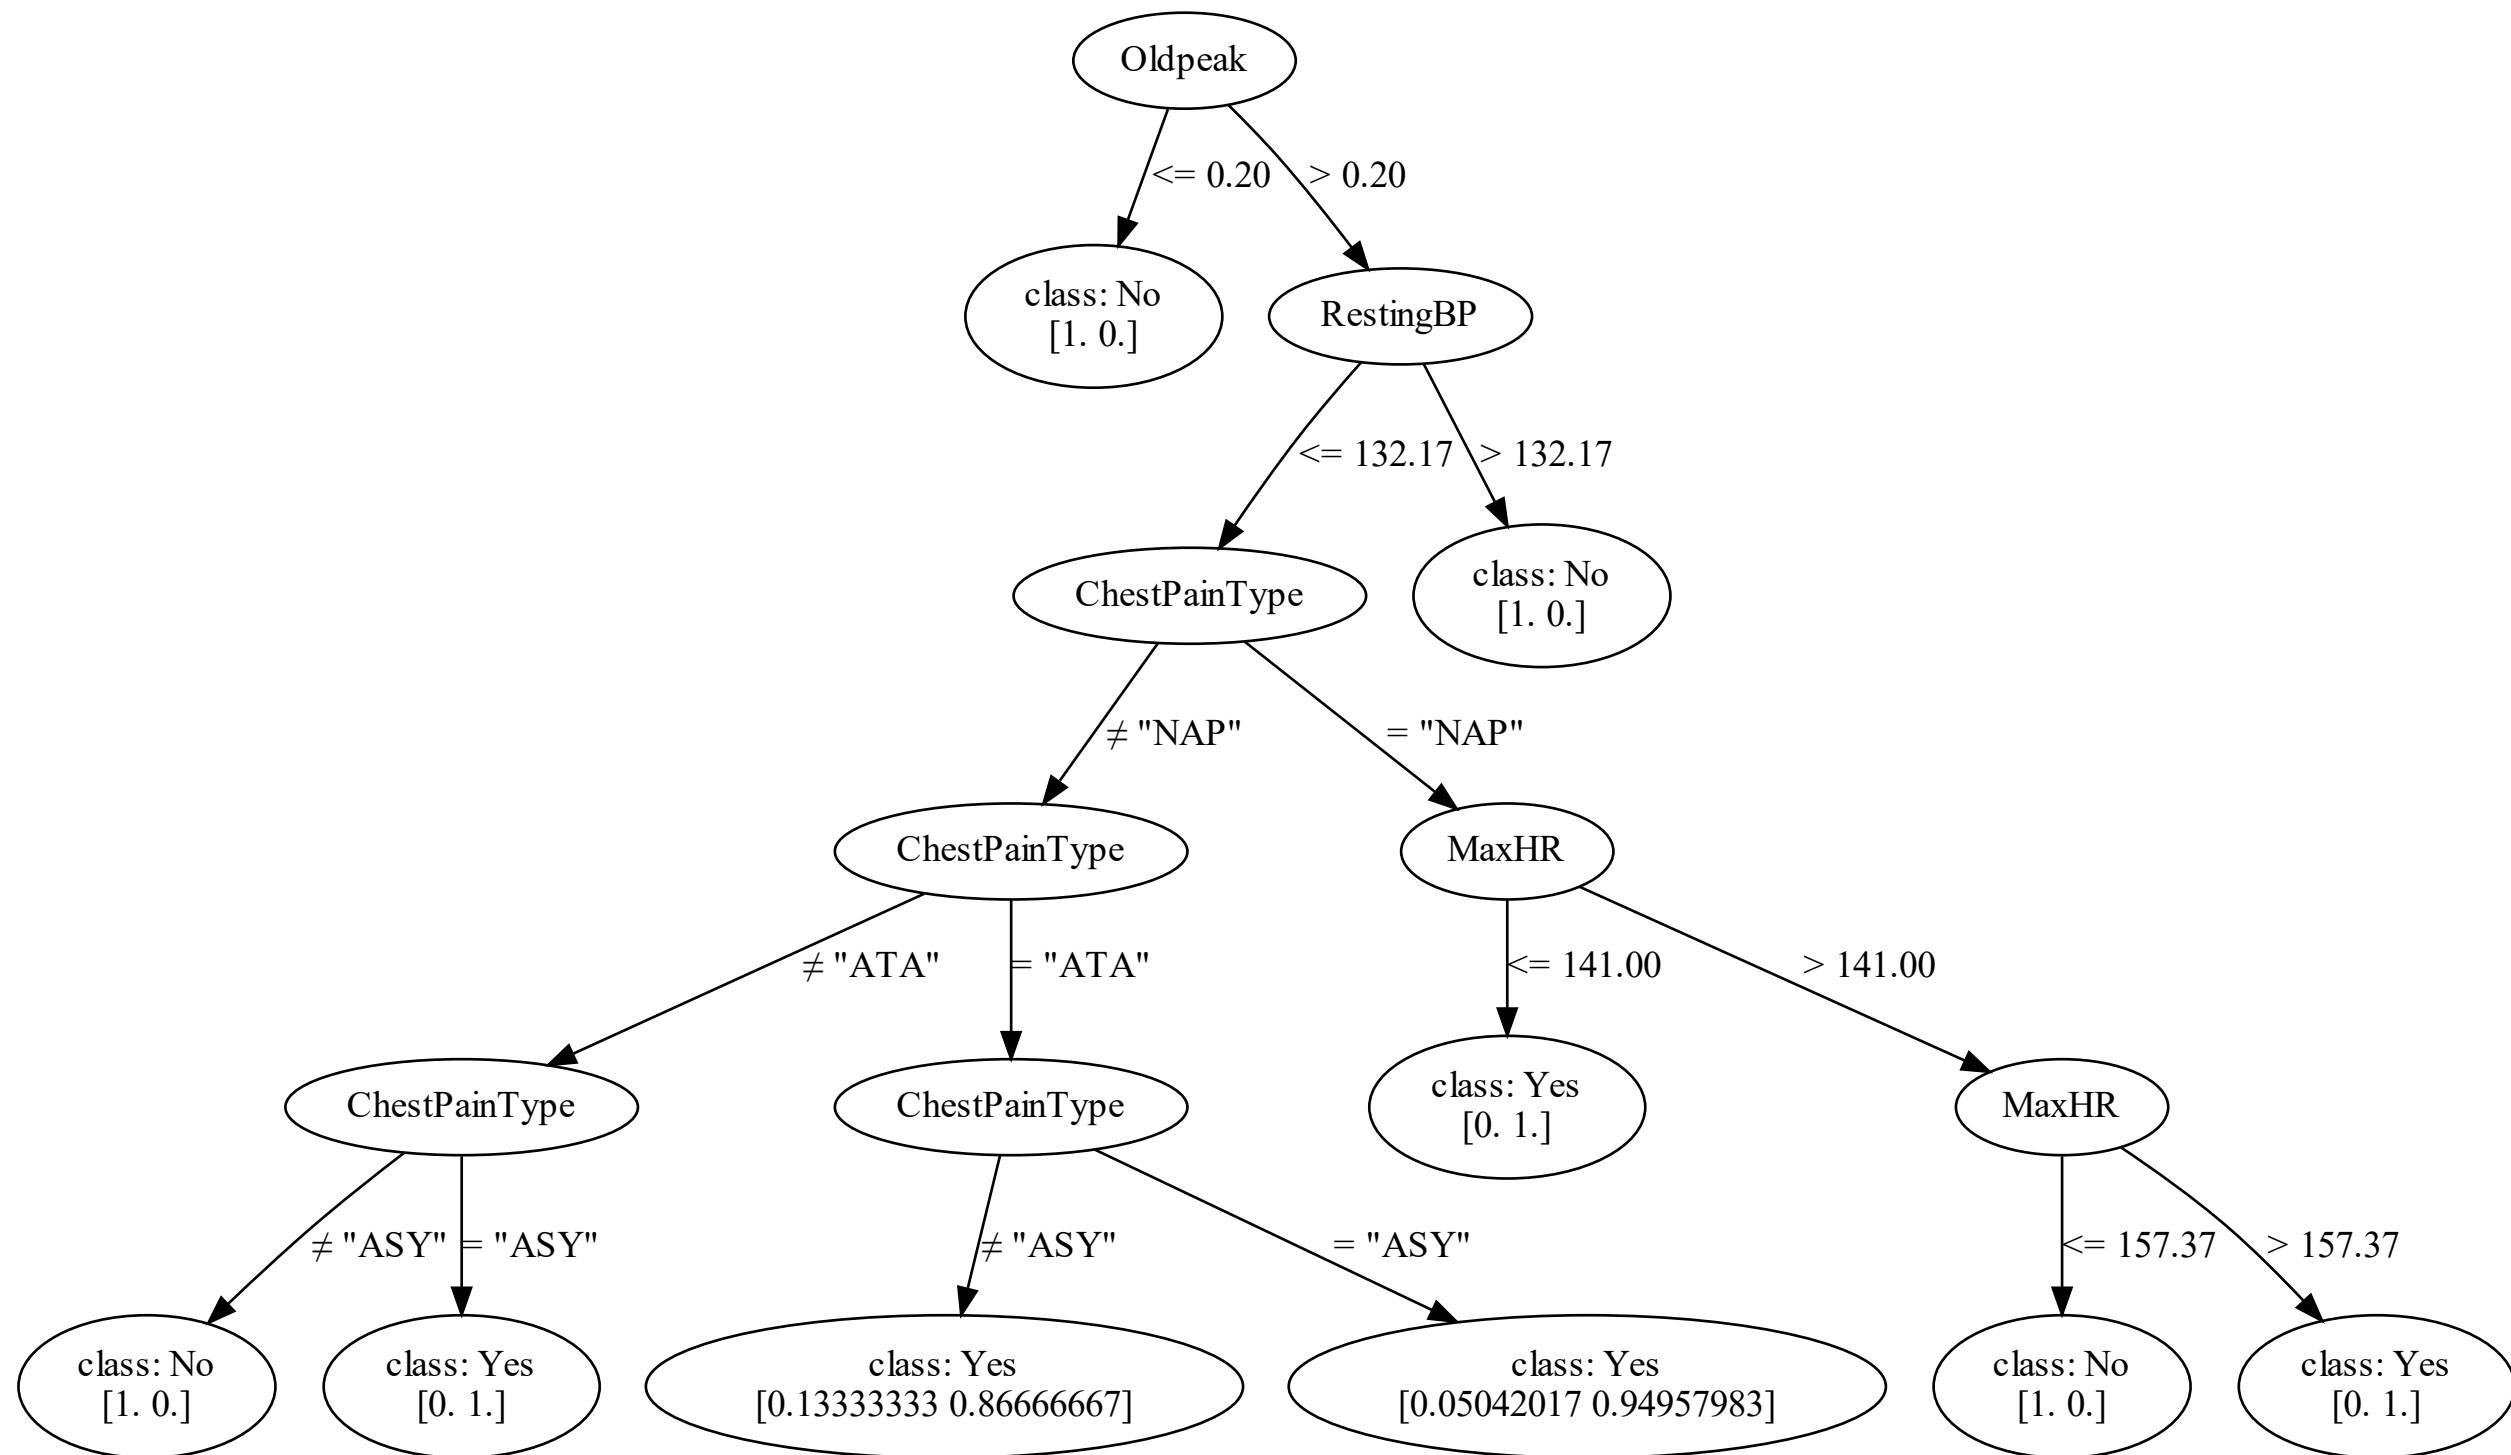 Oldpeak
<= 0.20
> 0.20
class: No
[1. 0.]
RestingBP
<= 132.17
> 132.17
ChestPainType
class: No
[1. 0.]
≠ "NAP"
= "NAP"
ChestPainType
MaxHR
≠ "ATA"
= "ATA"
<= 141.00
> 141.00
ChestPainType
ChestPainType
class: Yes
[0. 1.]
MaxHR
≠ "ASY"
= "ASY"
≠ "ASY"
= "ASY"
<= 157.37
> 157.37
class: No
[1. 0.]
class: Yes
[0. 1.]
class: Yes
[0.13333333 0.86666667]
class: Yes
[0.05042017 0.94957983]
class: No
[1. 0.]
class: Yes
[0. 1.]